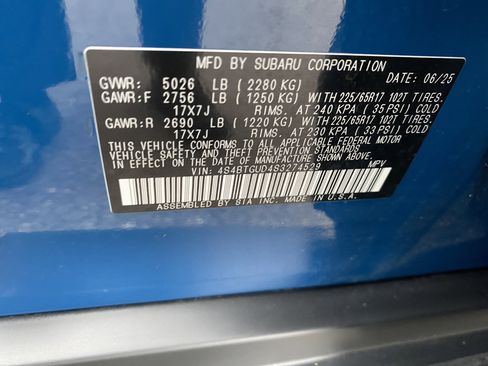 MFD BY SUBARU CORPORATION
GVWR: 5026 LB (2280 KG) DATE: 06/25
GAWR:F 2756 LB (1250 KG) WITH 225/65R17 102T TIRES,
17X7J RIMS, AT 240 KPA (35 PSI) COLD
GAWR:R 2690 LB (1220 KG) WITH 225/65R17 102T TIRES,
17X7J RIMS, AT 230 KPA (33 PSI) COLD
THIS VEHICLE CONFORMS TO ALL APPLICABLE FEDERAL MOTOR
VEHICLE SAFETY STANDARDS IN EFFECT ON THE DATE OF
MANUFACTURE SHOWN ABOVE.
VIN: 4S4BTGUD4S3274529 MPV
ASSEMBLED BY SIA INC. MADE IN U.S.A.